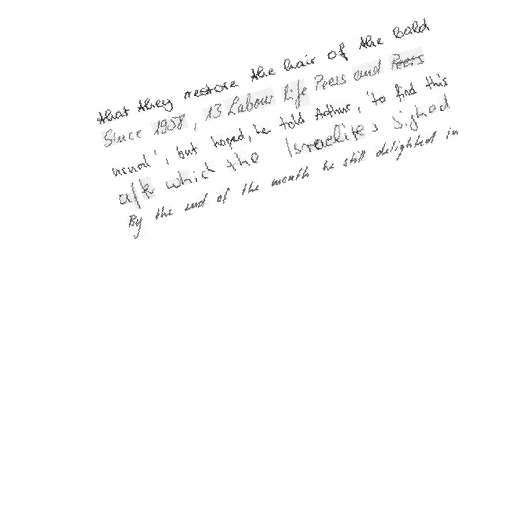 that they restore the hair of the bald
Since 1958, 13 Labour Life Peers and Peers
', but hoped, he told Arthur, 'to find this
which the Israelites sighed
By the end of the month he still delighted in